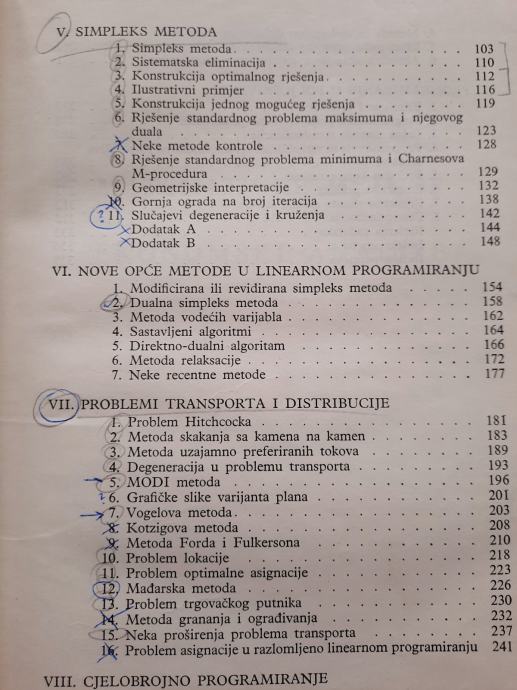 V. SIMPLEKS METODA
1. Simpleks metoda . . . 103
2. Sistematska eliminacija . . . 110
3. Konstrukcija optimalnog rješenja . . . 112
4. Ilustrativni primjer . . . 116
5. Konstrukcija jednog mogućeg rješenja . . . 119
6. Rješenje standardnog problema maksimuma i njegovog
duala . . . 123
7. Neke metode kontrole . . . 128
8. Rješenje standardnog problema minimuma i Charnesova
M-procedura . . . 129
9. Geometrijske interpretacije . . . 132
10. Gornja ograda na broj iteracija . . . 138
? 11. Slučajevi degeneracije i kruženja . . . 142
Dodatak A . . . 144
Dodatak B . . . 148
VI. NOVE OPĆE METODE U LINEARNOM PROGRAMIRANJU
1. Modificirana ili revidirana simpleks metoda . . . 154
2. Dualna simpleks metoda . . . 158
3. Metoda vodećih varijabla . . . 162
4. Sastavljeni algoritmi . . . 164
5. Direktno-dualni algoritam . . . 166
6. Metoda relaksacije . . . 172
7. Neke recentne metode . . . 177
VII. PROBLEMI TRANSPORTA I DISTRIBUCIJE
1. Problem Hitchcocka . . . 181
2. Metoda skakanja sa kamena na kamen . . . 183
3. Metoda uzajamno preferiranih tokova . . . 189
4. Degeneracija u problemu transporta . . . 193
5. MODI metoda . . . 196
? 6. Grafičke slike varijanta plana . . . 201
7. Vogelova metoda . . . 203
8. Kotzigova metoda . . . 208
9. Metoda Forda i Fulkersona . . . 210
10. Problem lokacije . . . 218
11. Problem optimalne asignacije . . . 223
12. Mađarska metoda . . . 226
13. Problem trgovačkog putnika . . . 230
14. Metoda grananja i ograđivanja . . . 232
15. Neka proširenja problema transporta . . . 237
16. Problem asignacije u razlomljeno linearnom programiranju 241
VIII. CJELOBROJNO PROGRAMIRANJE